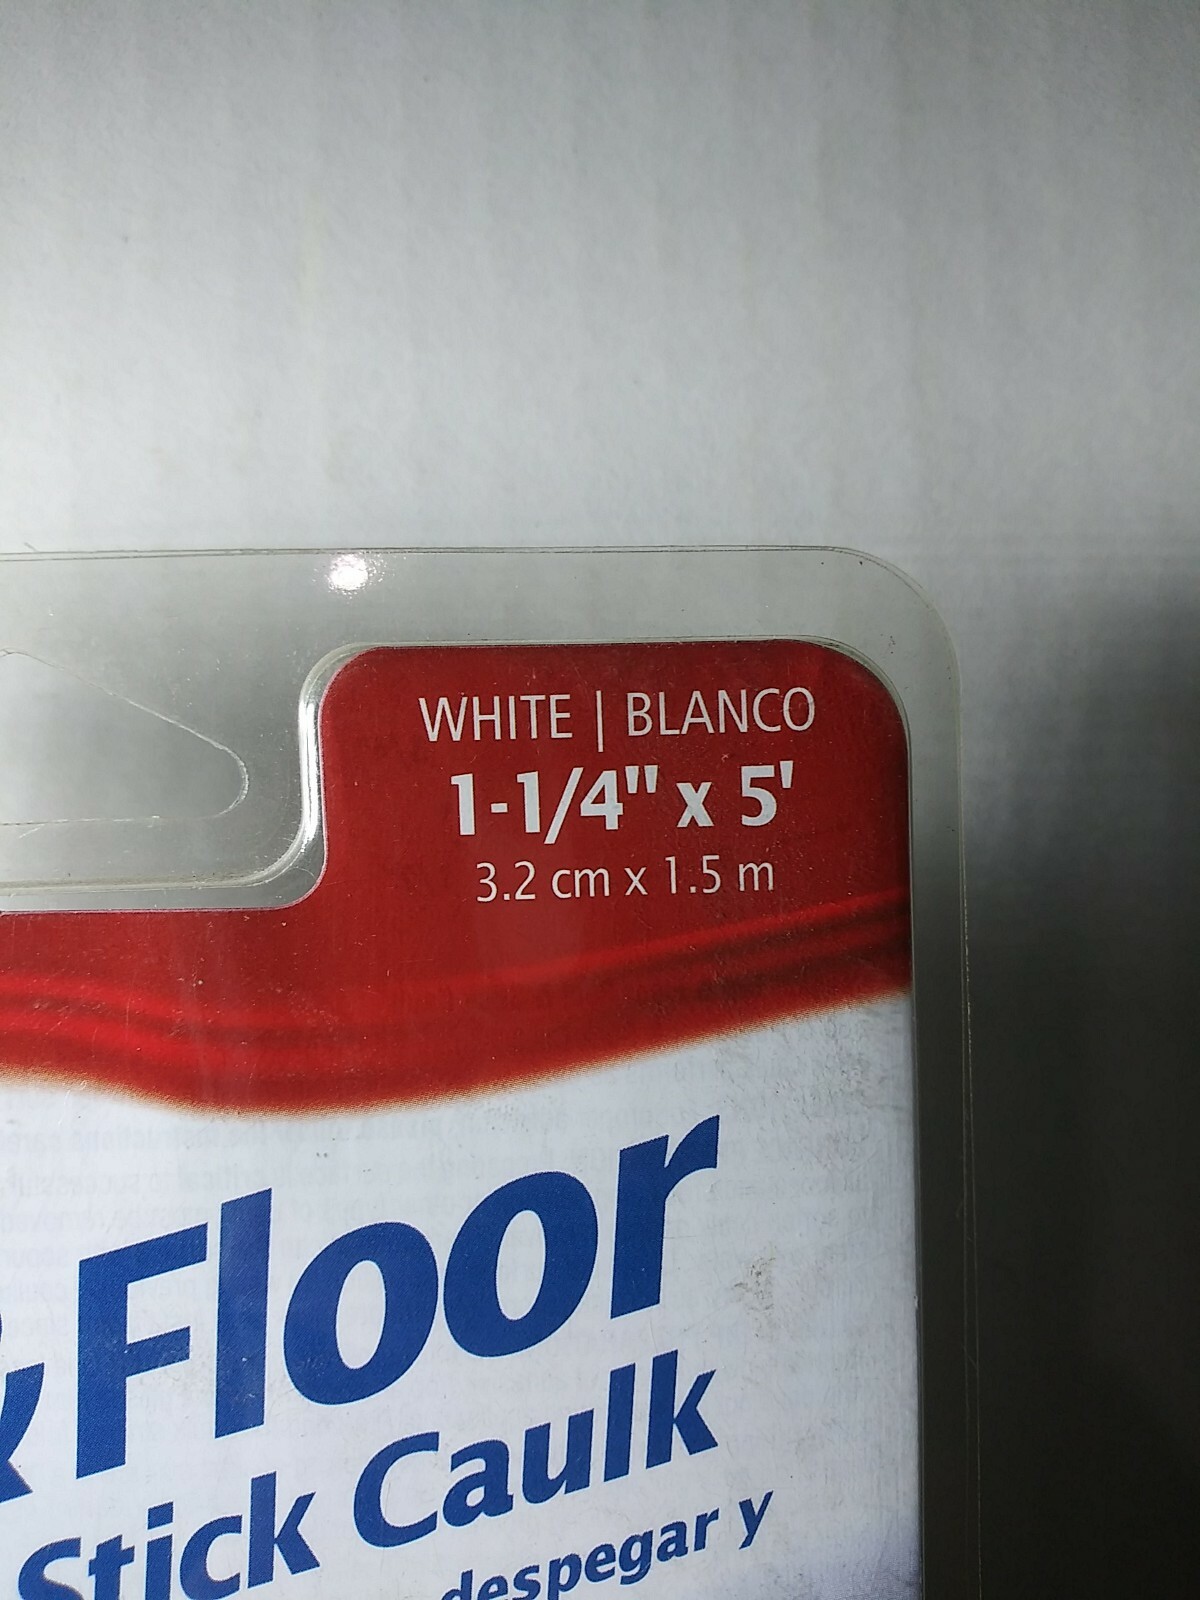 WHITE | BLANCO
1-1/4" x 5'
3.2 cm x 1.5 m
& Floor
Stick Caulk
despegar y